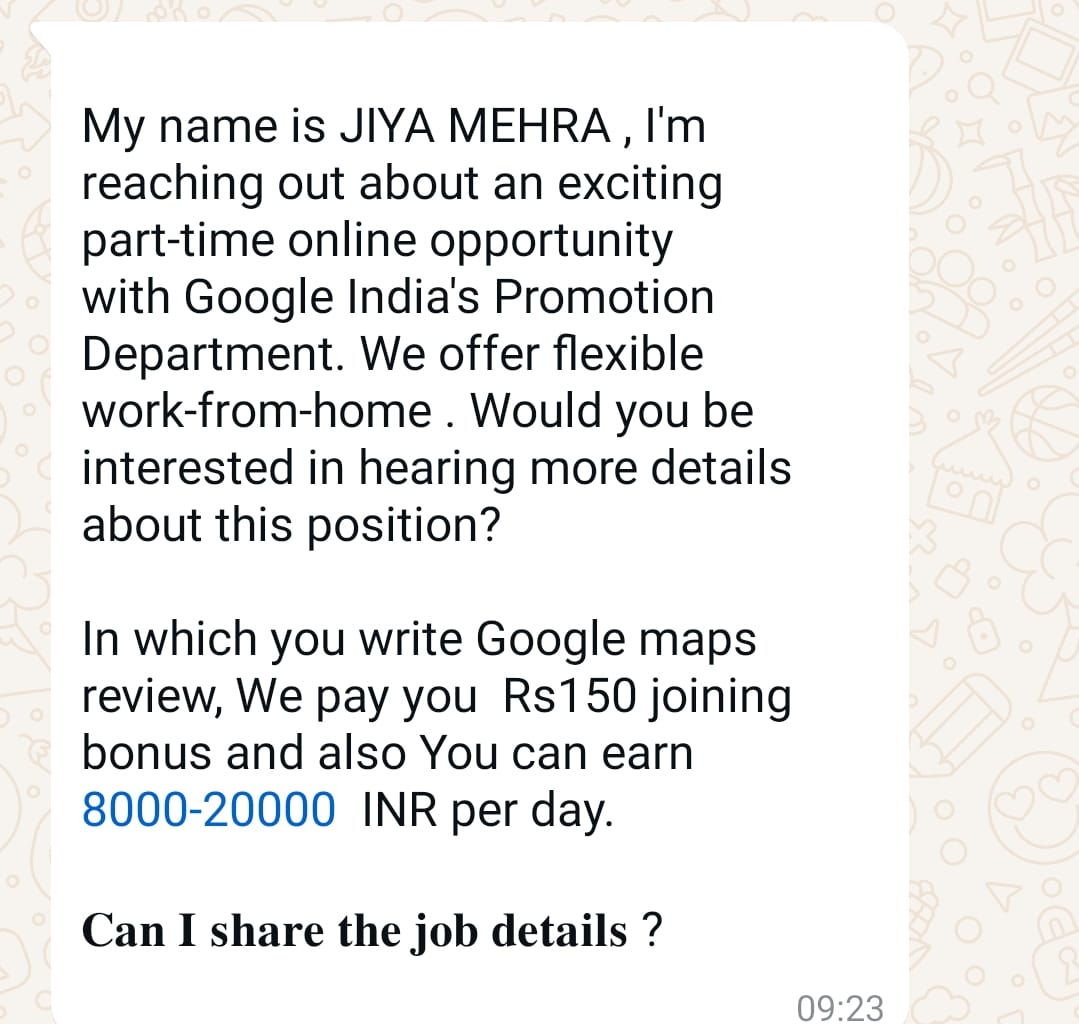 My name is JIYA MEHRA , I'm
reaching out about an exciting
part-time online opportunity
with Google India's Promotion
Department. We offer flexible
work-from-home . Would you be
interested in hearing more details
about this position?
In which you write Google maps
review, We pay you  Rs150 joining
bonus and also You can earn
8000-20000  INR per day.
Can I share the job details ?
09:23